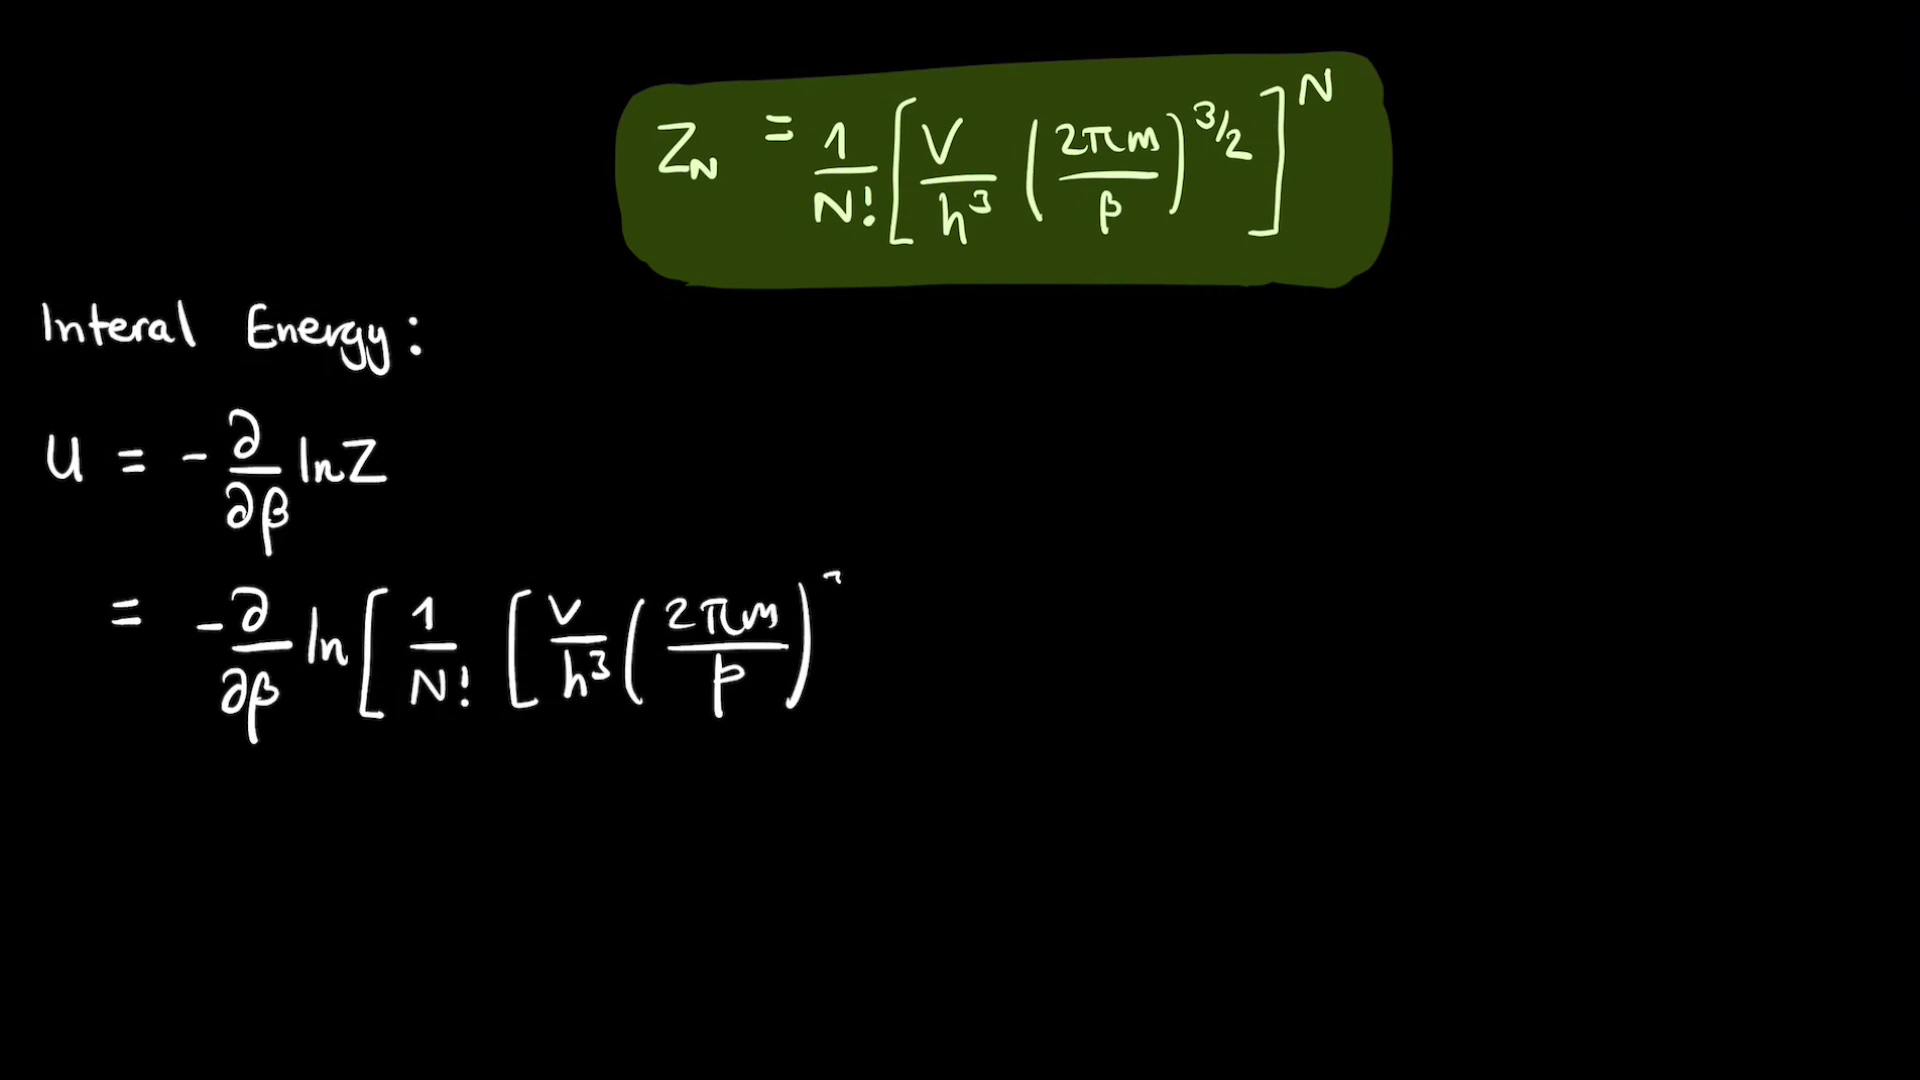 Z_N = 1/N! [ V/h³ ( 2πm/β )^3/2 ]^N
Interal Energy:
U = - ∂/∂β ln Z
= - ∂/∂β ln [ 1/N! [ V/h³ ( 2πm/β )